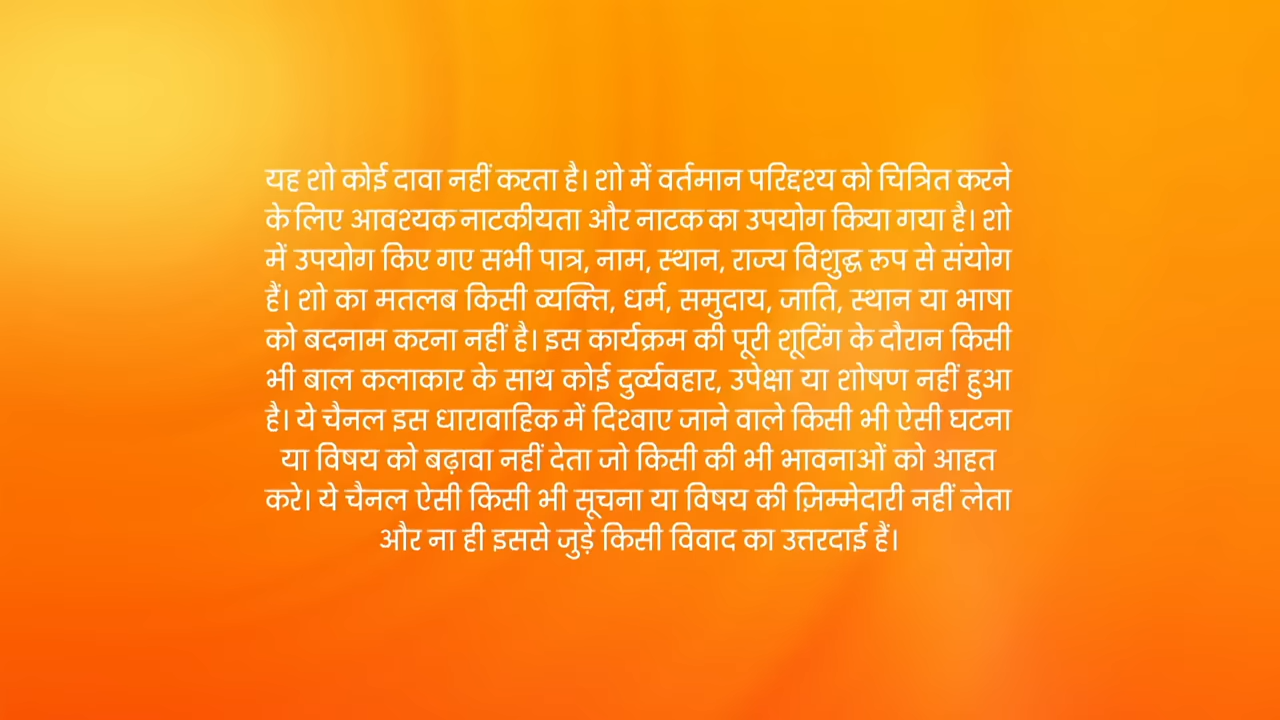 यह शो कोई दावा नहीं करता है। शो में वर्तमान परिद्दश्य को चित्रित करने
के लिए आवश्यक नाटकीयता और नाटक का उपयोग किया गया है। शो
में उपयोग किए गए सभी पात्र, नाम, स्थान, राज्य विशुद्ध रूप से संयोग
हैं। शो का मतलब किसी व्यक्ति, धर्म, समुदाय, जाति, स्थान या भाषा
को बदनाम करना नहीं है। इस कार्यक्रम की पूरी शूटिंग के दौरान किसी
भी बाल कलाकार के साथ कोई दुर्व्यवहार, उपेक्षा या शोषण नहीं हुआ
है। ये चैनल इस धारावाहिक में दिखाए जाने वाले किसी भी ऐसी घटना
या विषय को बढ़ावा नहीं देता जो किसी की भी भावनाओं को आहत
करे। ये चैनल ऐसी किसी भी सूचना या विषय की ज़िम्मेदारी नहीं लेता
और ना ही इससे जुड़े किसी विवाद का उत्तरदाई हैं।